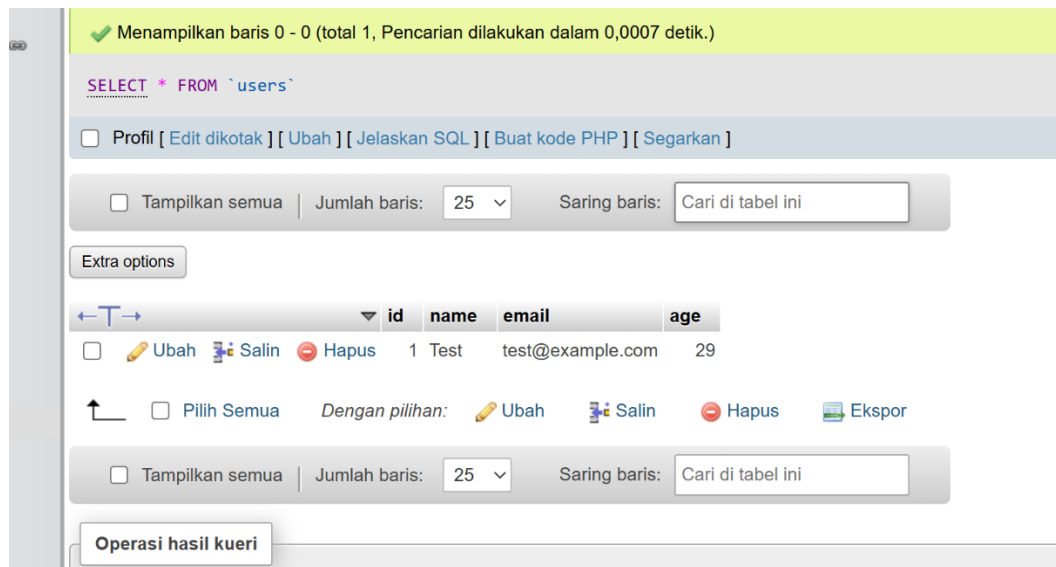 Menampilkan baris 0 - 0 (total 1, Pencarian dilakukan dalam 0,0007 detik.)
SELECT * FROM `users`
Profil [ Edit dikotak ] [ Ubah ] [ Jelaskan SQL ] [ Buat kode PHP ] [ Segarkan ]
Tampilkan semua | Jumlah baris: 25 Saring baris: Cari di tabel ini
Extra options
←T→ id name email age
Ubah Salin Hapus 1 Test test@example.com 29
Pilih Semua Dengan pilihan: Ubah Salin Hapus Ekspor
Tampilkan semua | Jumlah baris: 25 Saring baris: Cari di tabel ini
Operasi hasil kueri